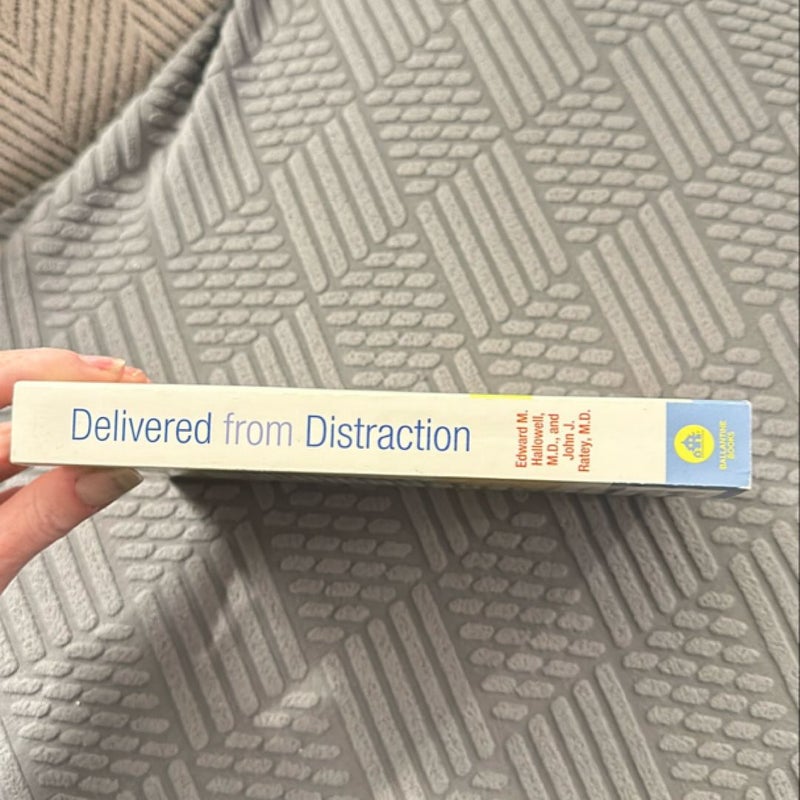 Delivered from Distraction
Edward M.
Hallowell,
M.D., and
John J.
Ratey, M.D.
BALLANTINE
BOOKS